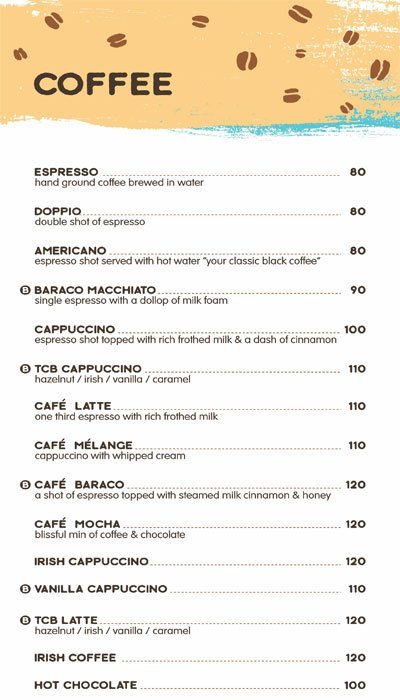 COFFEE
ESPRESSO 80
hand ground coffee brewed in water
DOPPIO 80
double shot of espresso
AMERICANO 80
espresso shot served with hot water "your classic black coffee"
B BARACO MACCHIATO 90
single espresso with a dollop of milk foam
CAPPUCCINO 100
espresso shot topped with rich frothed milk & a dash of cinnamon
B TCB CAPPUCCINO 110
hazelnut / irish / vanilla / caramel
CAFÉ LATTE 110
one third espresso with rich frothed milk
CAFÉ MÉLANGE 110
cappuccino with whipped cream
B CAFÉ BARACO 120
a shot of espresso topped with steamed milk cinnamon & honey
CAFÉ MOCHA 120
blissful min of coffee & chocolate
IRISH CAPPUCCINO 120
B VANILLA CAPPUCCINO 110
B TCB LATTE 120
hazelnut / irish / vanilla / caramel
IRISH COFFEE 120
HOT CHOCOLATE 100